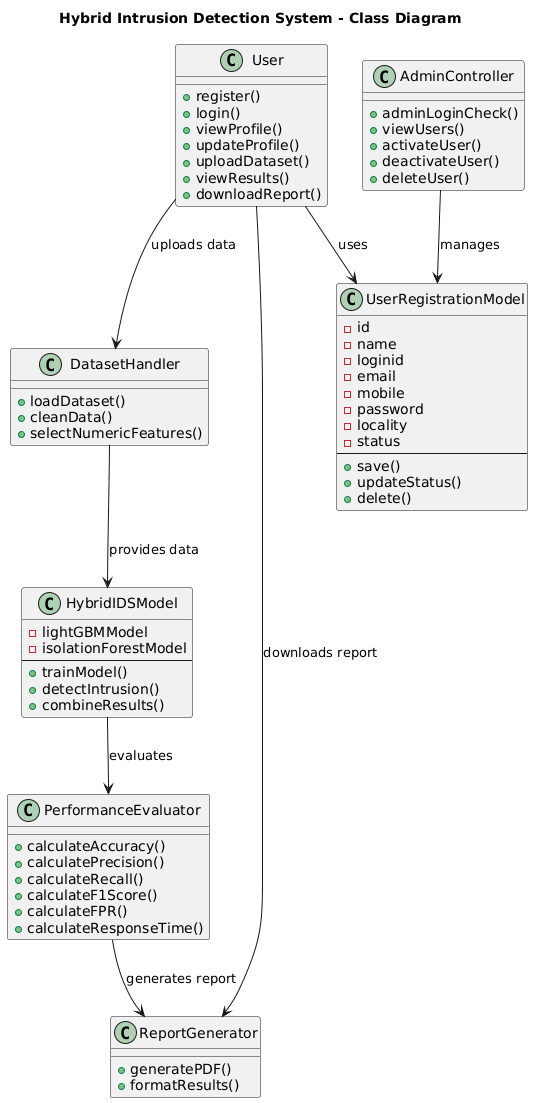 Hybrid Intrusion Detection System - Class Diagram
C User
register()
login()
viewProfile()
updateProfile()
uploadDataset()
viewResults()
downloadReport()
C AdminController
adminLoginCheck()
viewUsers()
activateUser()
deactivateUser()
deleteUser()
uploads data
uses
manages
C UserRegistrationModel
id
name
loginid
email
mobile
password
locality
status
save()
updateStatus()
delete()
C DatasetHandler
loadDataset()
cleanData()
selectNumericFeatures()
provides data
C HybridIDSModel
lightGBMModel
isolationForestModel
trainModel()
detectIntrusion()
combineResults()
downloads report
evaluates
C PerformanceEvaluator
calculateAccuracy()
calculatePrecision()
calculateRecall()
calculateF1Score()
calculateFPR()
calculateResponseTime()
generates report
C ReportGenerator
generatePDF()
formatResults()